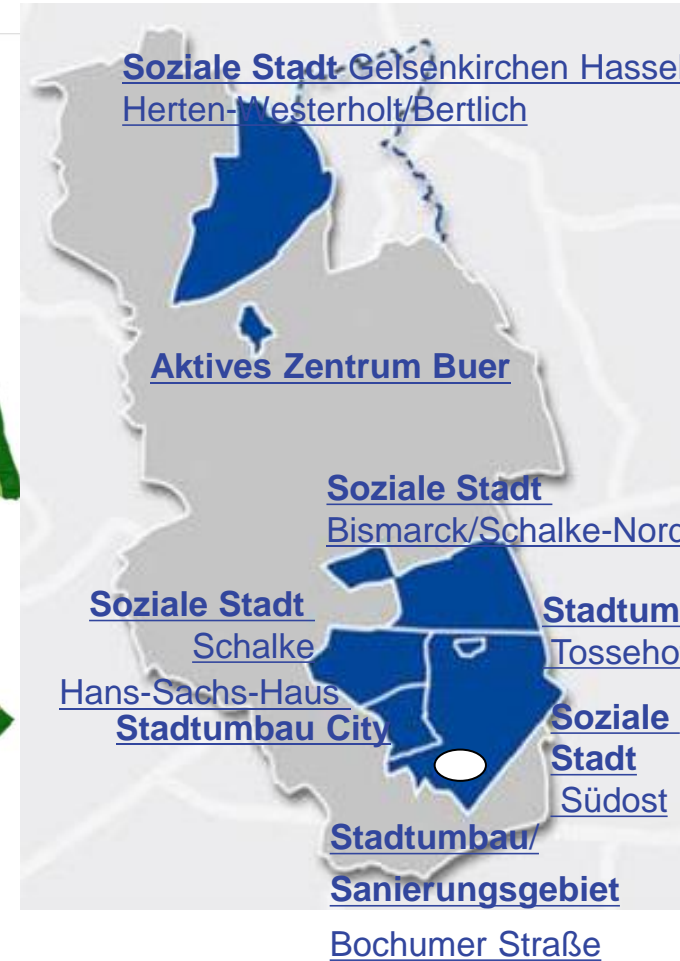 Soziale Stadt Gelsenkirchen Hassel
Herten-Westerholt/Bertlich
Aktives Zentrum Buer
Soziale Stadt
Bismarck/Schalke-Nord
Soziale Stadt
Schalke
Hans-Sachs-Haus
Stadtumbau City
Stadtum
Tosseho
Soziale
Stadt
Südost
Stadtumbau/
Sanierungsgebiet
Bochumer Straße